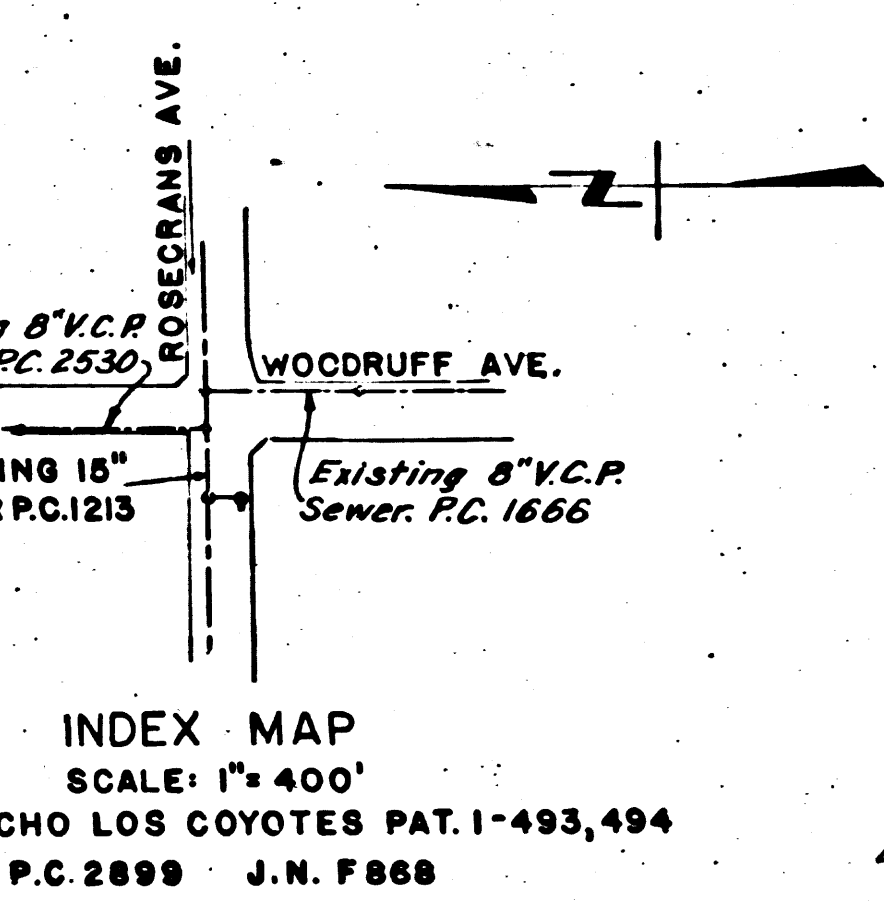 ROSECRANS AVE.
8" V.C.P.
P.C. 2530
WOODRUFF AVE.
ING 15"
P.C. 1213
Existing 8" V.C.P.
Sewer. P.C. 1666
N
INDEX MAP
SCALE: 1"= 400'
CHO LOS COYOTES PAT. 1-493,494
P.C. 2899 J.N. F868